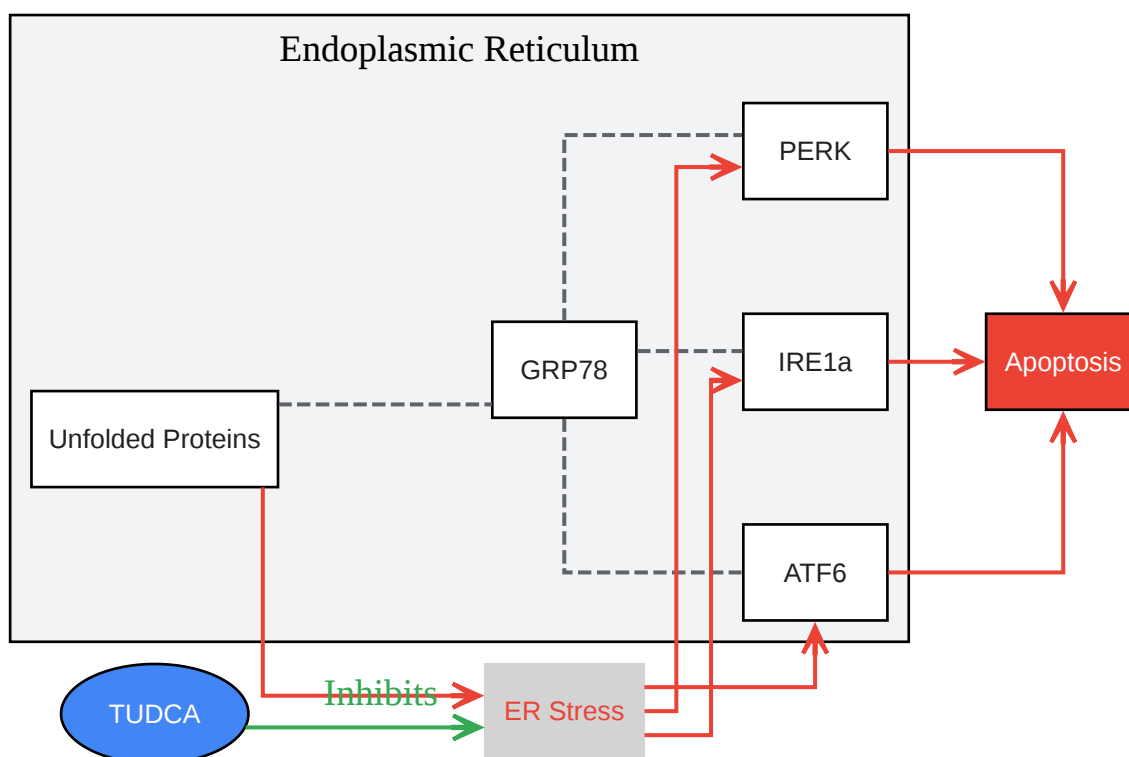 Endoplasmic Reticulum
PERK
GRP78
IRE1a
Apoptosis
Unfolded Proteins
ATF6
Inhibits
TUDCA
ER Stress